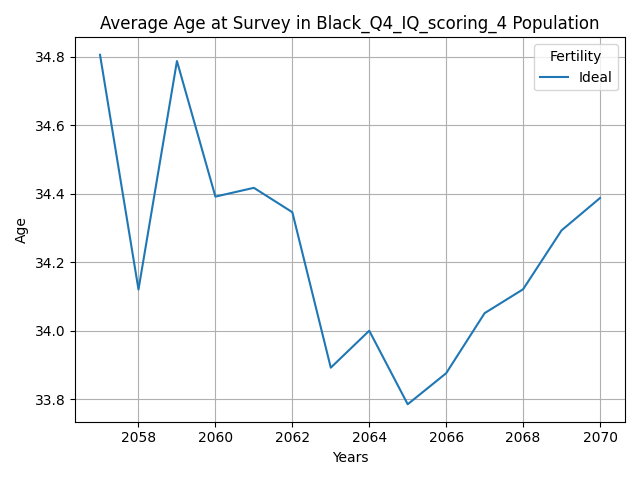 Average Age at Survey in Black_Q4_IQ_scoring_4 Population
Fertility
Ideal
Age
34.8
34.6
34.4
34.2
34.0
33.8
2058 2060 2062 2064 2066 2068 2070
Years